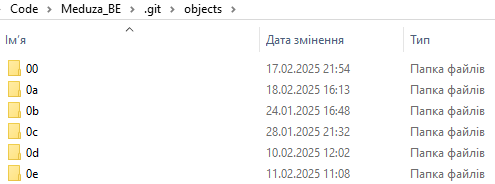 Code > Meduza_BE > .git > objects >
Ім'я Дата змінення Тип
00 17.02.2025 21:54 Папка файлів
0a 18.02.2025 16:13 Папка файлів
0b 24.01.2025 16:48 Папка файлів
0c 28.01.2025 21:32 Папка файлів
0d 10.02.2025 12:02 Папка файлів
0e 11.02.2025 11:08 Папка файлів